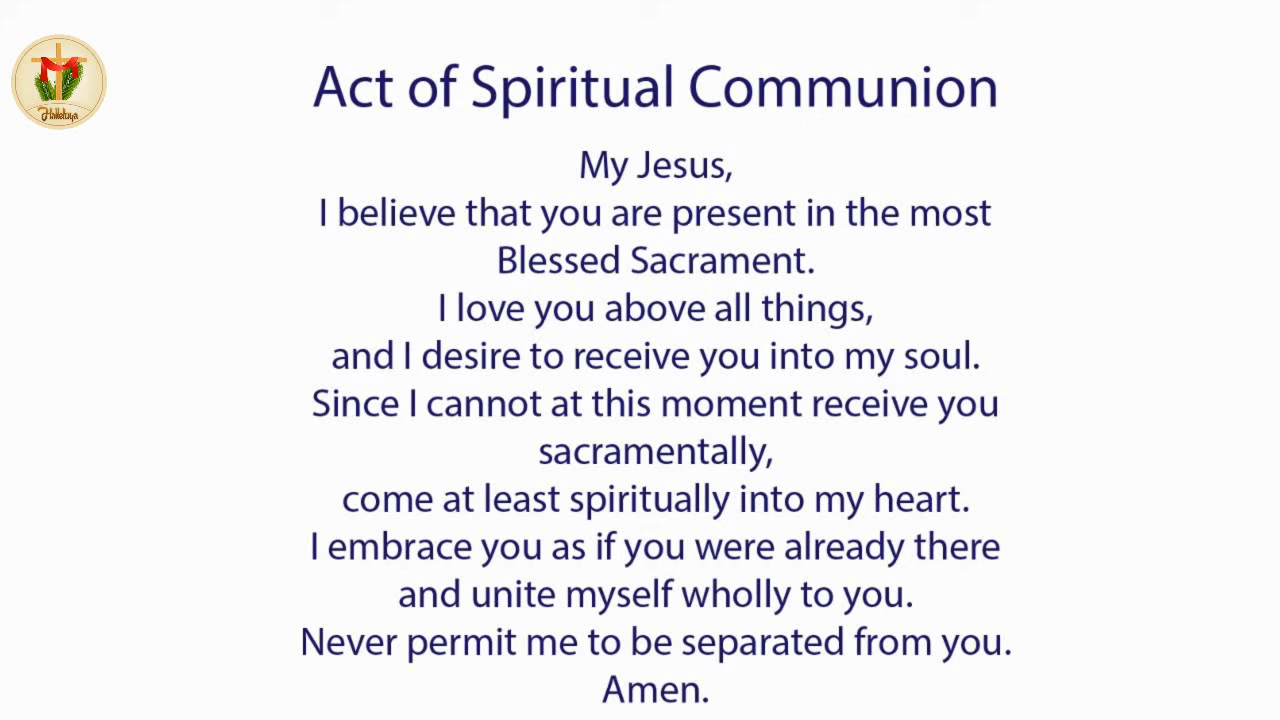 Halleluya
Act of Spiritual Communion
My Jesus,
I believe that you are present in the most
Blessed Sacrament.
I love you above all things,
and I desire to receive you into my soul.
Since I cannot at this moment receive you
sacramentally,
come at least spiritually into my heart.
I embrace you as if you were already there
and unite myself wholly to you.
Never permit me to be separated from you.
Amen.